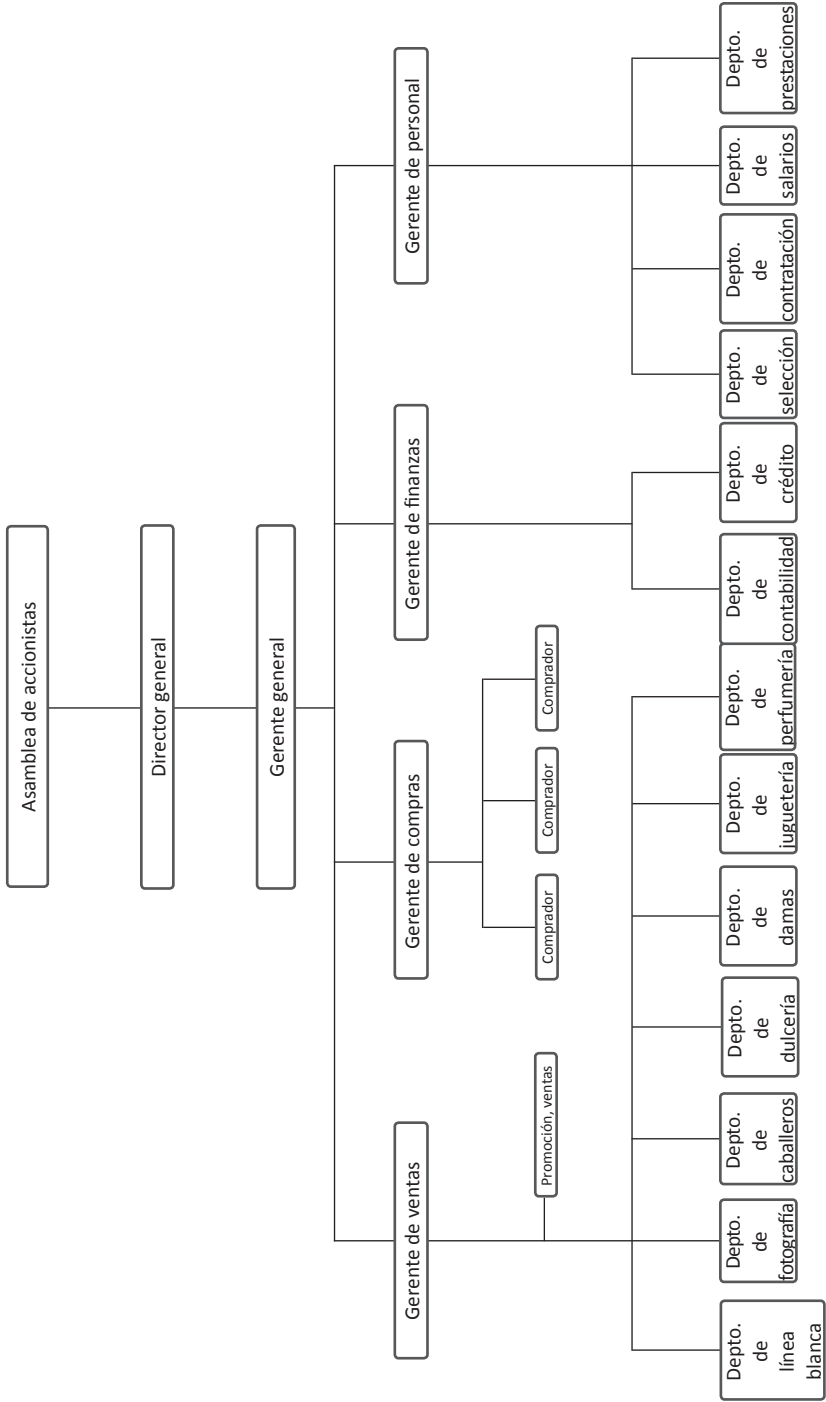 Asamblea de accionistas
Director general
Gerente general
Gerente de ventas
Gerente de compras
Gerente de finanzas
Gerente de personal
Promoción, ventas
Comprador
Comprador
Comprador
Depto.
de
línea
blanca
Depto.
de
fotografía
Depto.
de
caballeros
Depto.
de
dulcería
Depto.
de
damas
Depto.
de
juguetería
Depto.
de
perfumería
Depto.
de
contabilidad
Depto.
de
crédito
Depto.
de
selección
Depto.
de
contratación
Depto.
de
salarios
Depto.
de
prestaciones